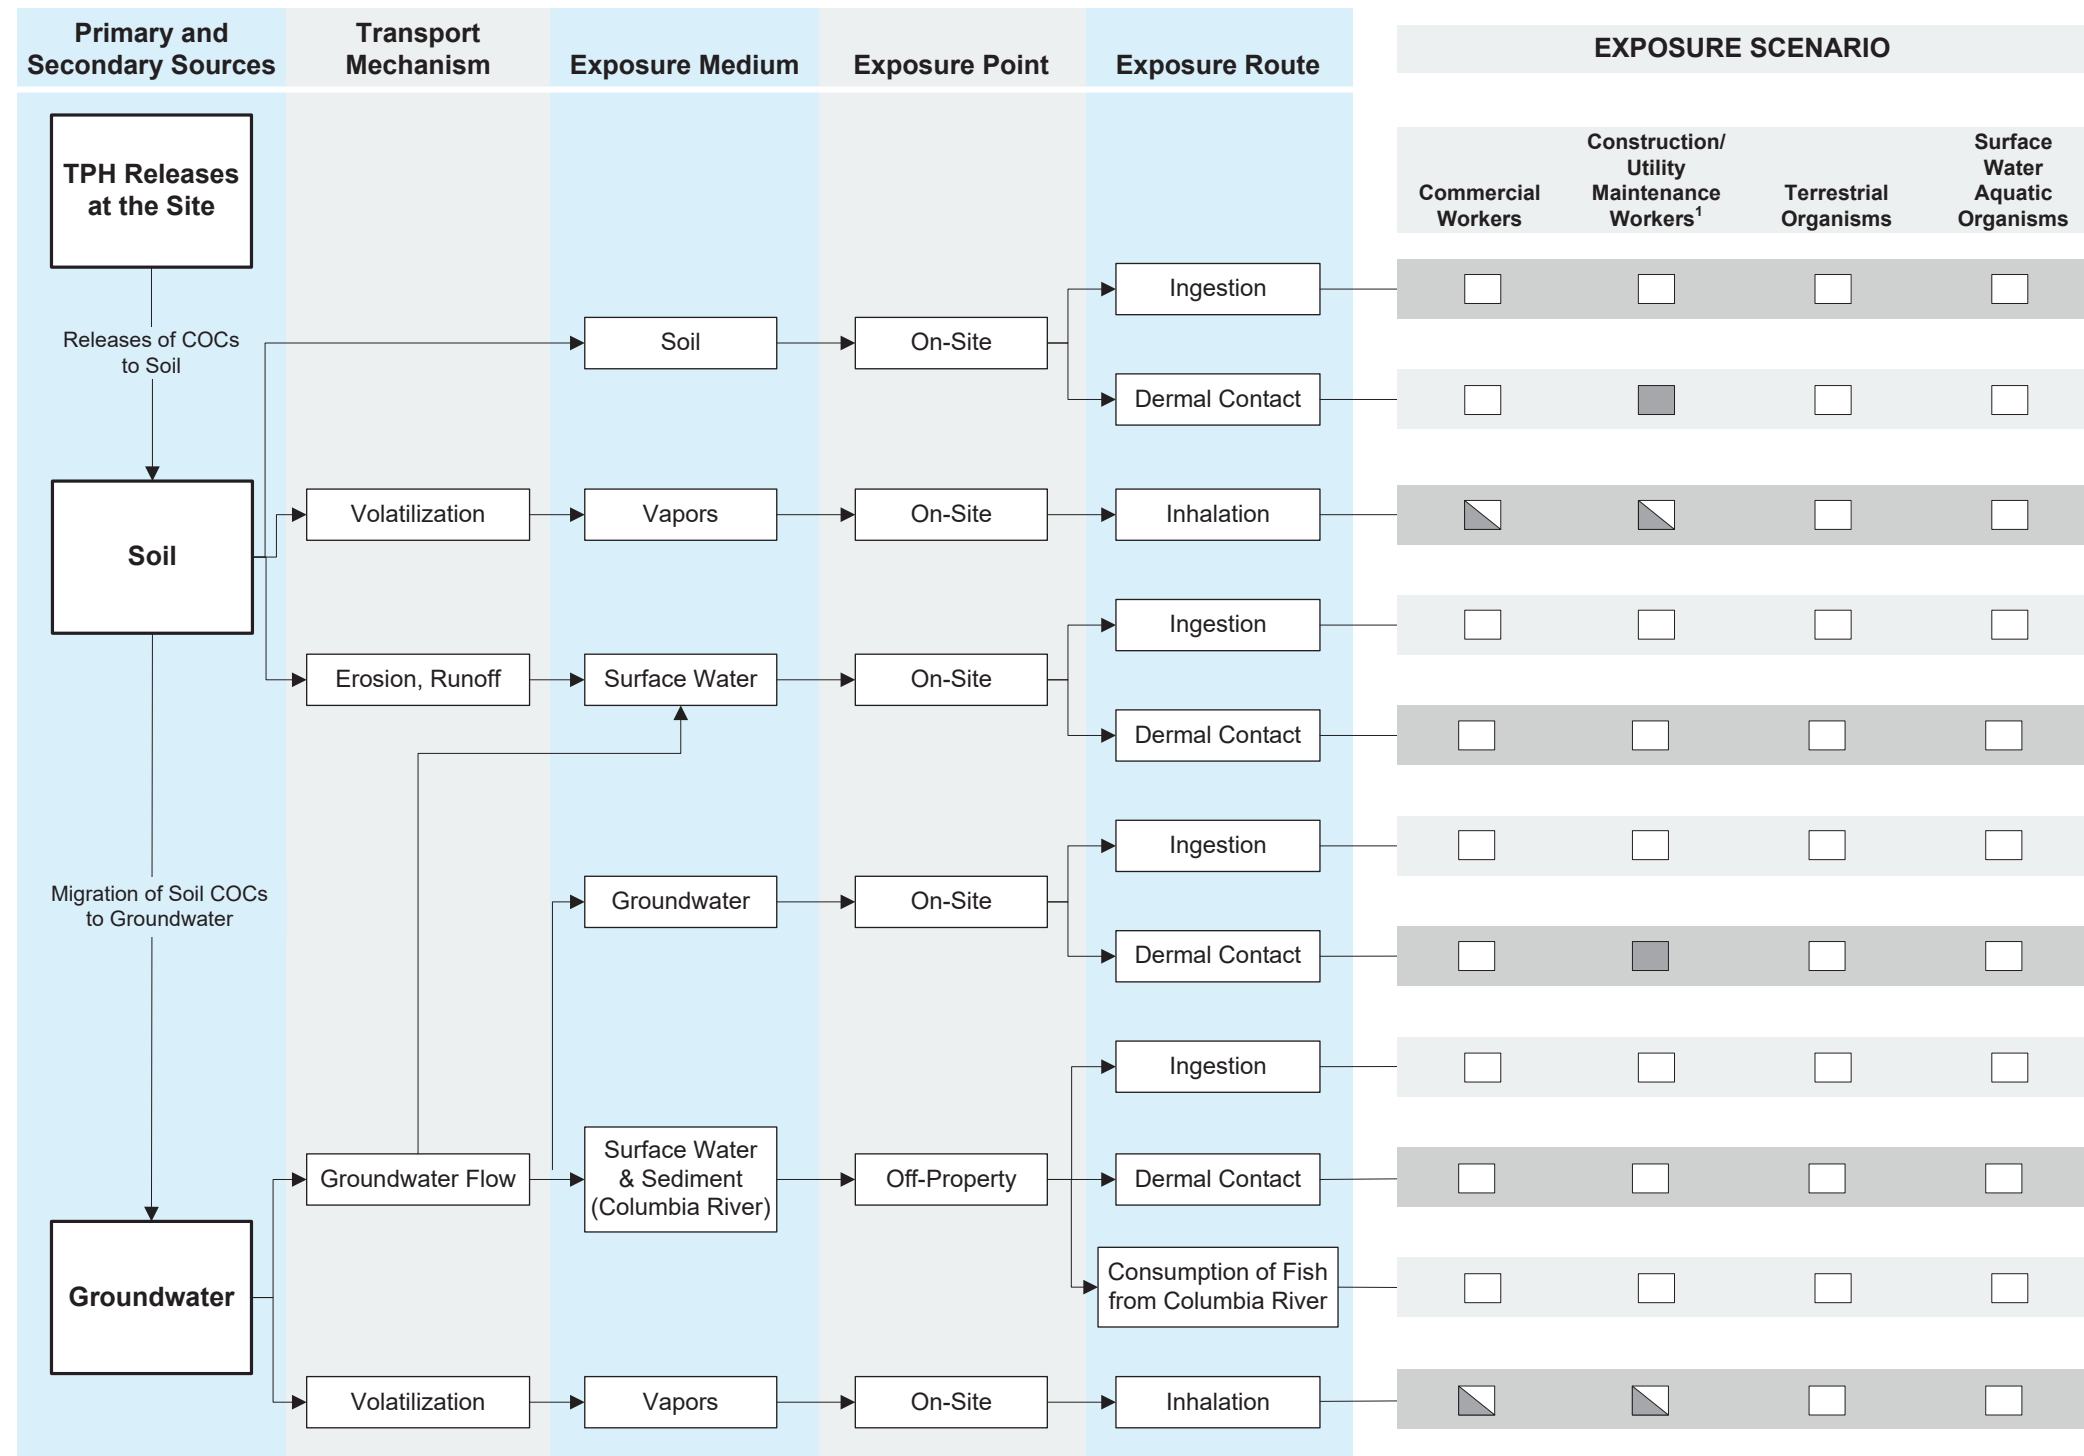 Primary and
Secondary Sources
Transport
Mechanism
Exposure Medium
Exposure Point
Exposure Route
EXPOSURE SCENARIO
Commercial
Workers
Construction/
Utility
Maintenance
Workers1
Terrestrial
Organisms
Surface
Water
Aquatic
Organisms
TPH Releases
at the Site
Releases of COCs
to Soil
Soil
Migration of Soil COCs
to Groundwater
Groundwater
Soil
On-Site
Ingestion
Dermal Contact
Volatilization
Vapors
On-Site
Inhalation
Erosion, Runoff
Surface Water
On-Site
Ingestion
Dermal Contact
Groundwater
On-Site
Ingestion
Dermal Contact
Groundwater Flow
Surface Water
& Sediment
(Columbia River)
Off-Property
Ingestion
Dermal Contact
Consumption of Fish
from Columbia River
Volatilization
Vapors
On-Site
Inhalation